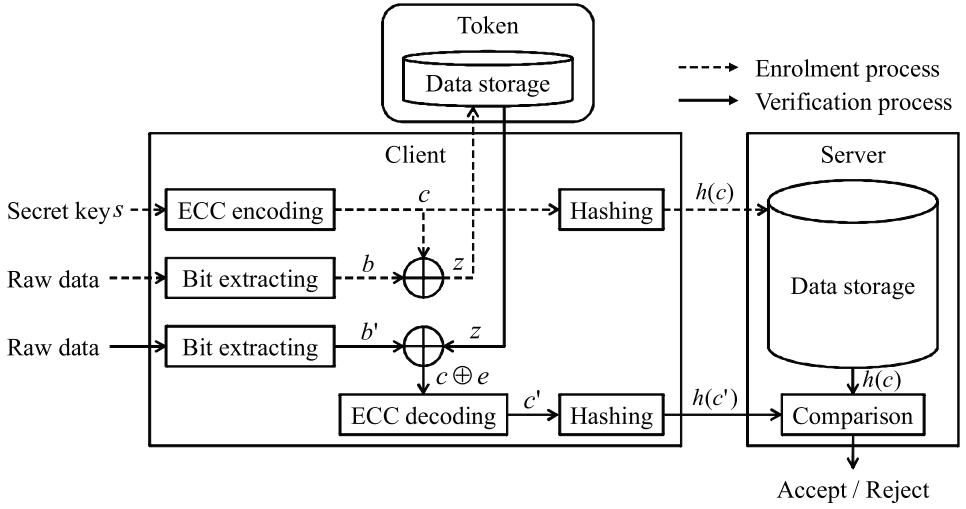 Token
Data storage
Enrolment process
Verification process
Client
Server
Secret key s
ECC encoding
c
Hashing
h(c)
Raw data
Bit extracting
b
z
Data storage
Raw data
Bit extracting
b'
z
c ⊕ e
h(c)
ECC decoding
c'
Hashing
h(c')
Comparison
Accept / Reject